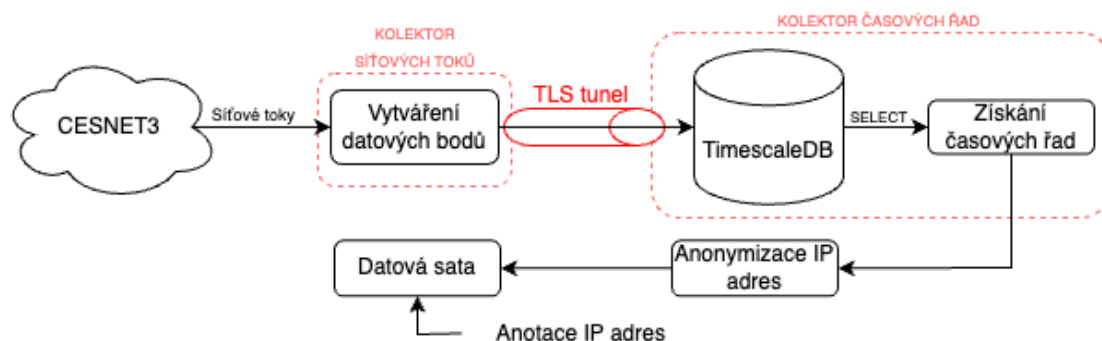 KOLEKTOR
SÍŤOVÝCH TOKŮ
KOLEKTOR ČASOVÝCH ŘAD
CESNET3
Síťové toky
Vytváření
datových bodů
TLS tunel
TimescaleDB
SELECT
Získání
časových řad
Datová sata
Anonymizace IP
adres
Anotace IP adres